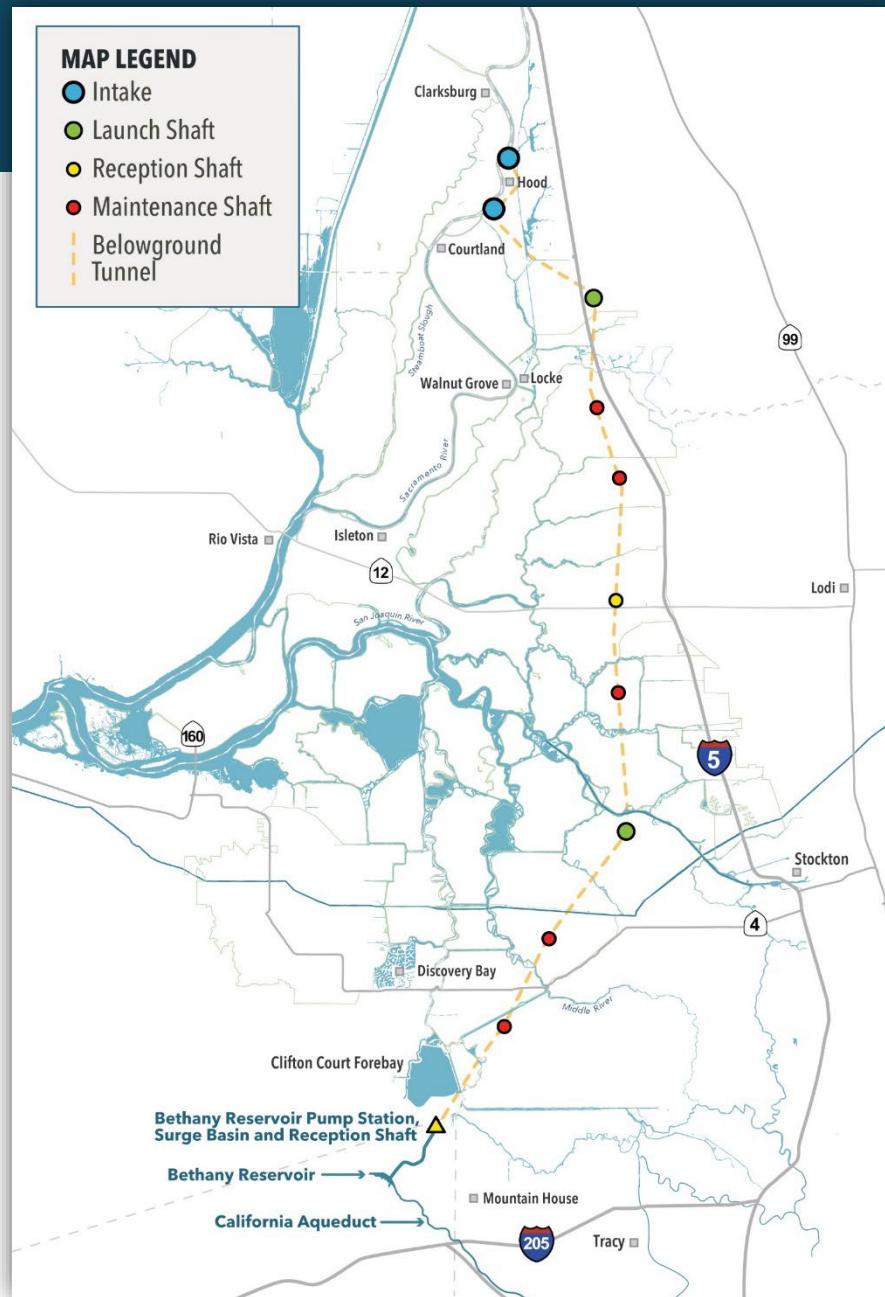 MAP LEGEND
Intake
Launch Shaft
Reception Shaft
Maintenance Shaft
Belowground
Tunnel
Clarksburg
Hood
Courtland
Steamboat Slough
99
Walnut Grove
Locke
Sacramento River
Rio Vista
Isleton
12
Lodi
San Joaquin River
160
5
Stockton
4
Discovery Bay
Middle River
Clifton Court Forebay
Bethany Reservoir Pump Station,
Surge Basin and Reception Shaft
Bethany Reservoir
Mountain House
California Aqueduct
205
Tracy